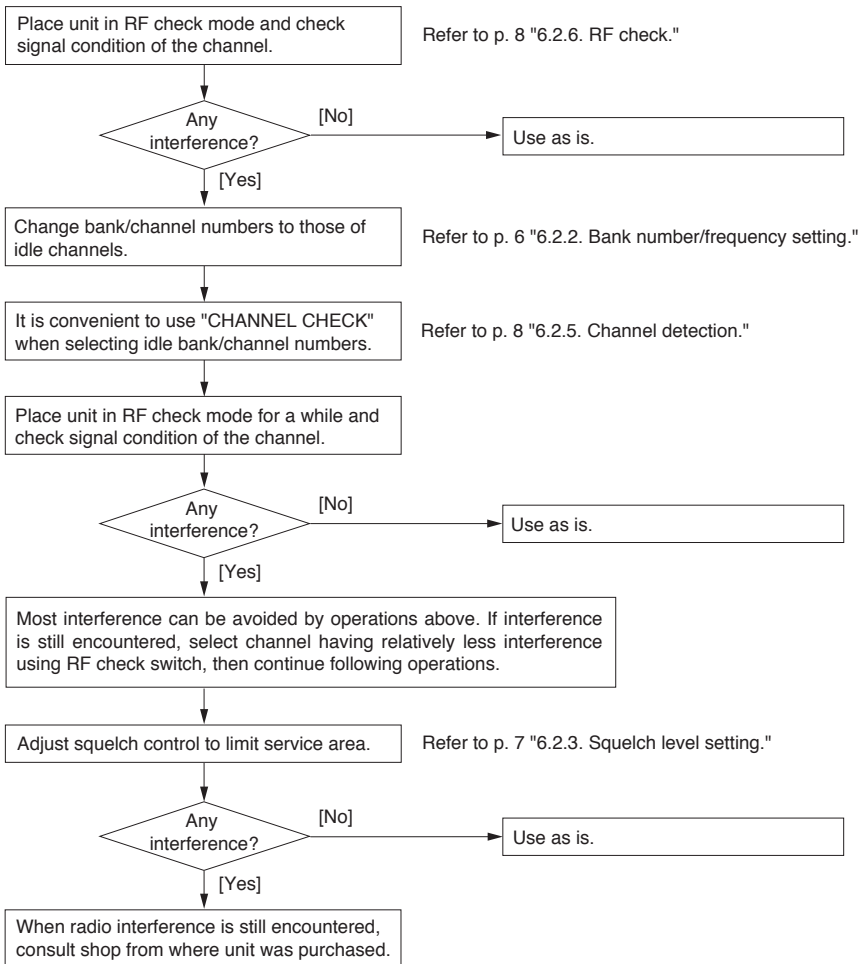 Place unit in RF check mode and check
signal condition of the channel.
Refer to p. 8 "6.2.6. RF check."
Any
interference?
[No]
Use as is.
[Yes]
Change bank/channel numbers to those of
idle channels.
Refer to p. 6 "6.2.2. Bank number/frequency setting."
It is convenient to use "CHANNEL CHECK"
when selecting idle bank/channel numbers.
Refer to p. 8 "6.2.5. Channel detection."
Place unit in RF check mode for a while and
check signal condition of the channel.
Any
interference?
[No]
Use as is.
[Yes]
Most interference can be avoided by operations above. If interference
is still encountered, select channel having relatively less interference
using RF check switch, then continue following operations.
Adjust squelch control to limit service area.
Refer to p. 7 "6.2.3. Squelch level setting."
Any
interference?
[No]
Use as is.
[Yes]
When radio interference is still encountered,
consult shop from where unit was purchased.